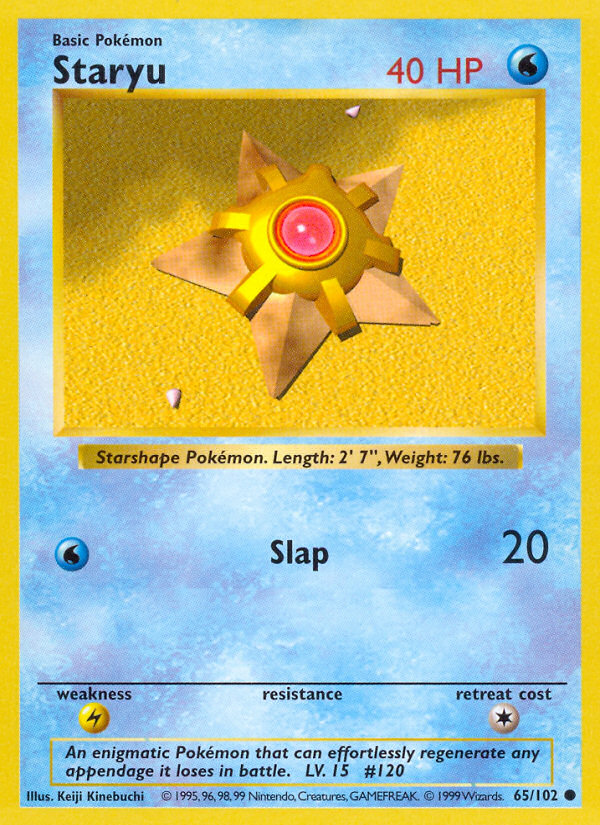 Basic Pokémon
Staryu 40 HP
Starshape Pokémon. Length: 2' 7", Weight: 76 lbs.
Slap 20
weakness resistance retreat cost
An enigmatic Pokémon that can effortlessly regenerate any
appendage it loses in battle. LV. 15 #120
Illus. Keiji Kinebuchi © 1995, 96, 98, 99 Nintendo, Creatures, GAMEFREAK. © 1999 Wizards. 65/102